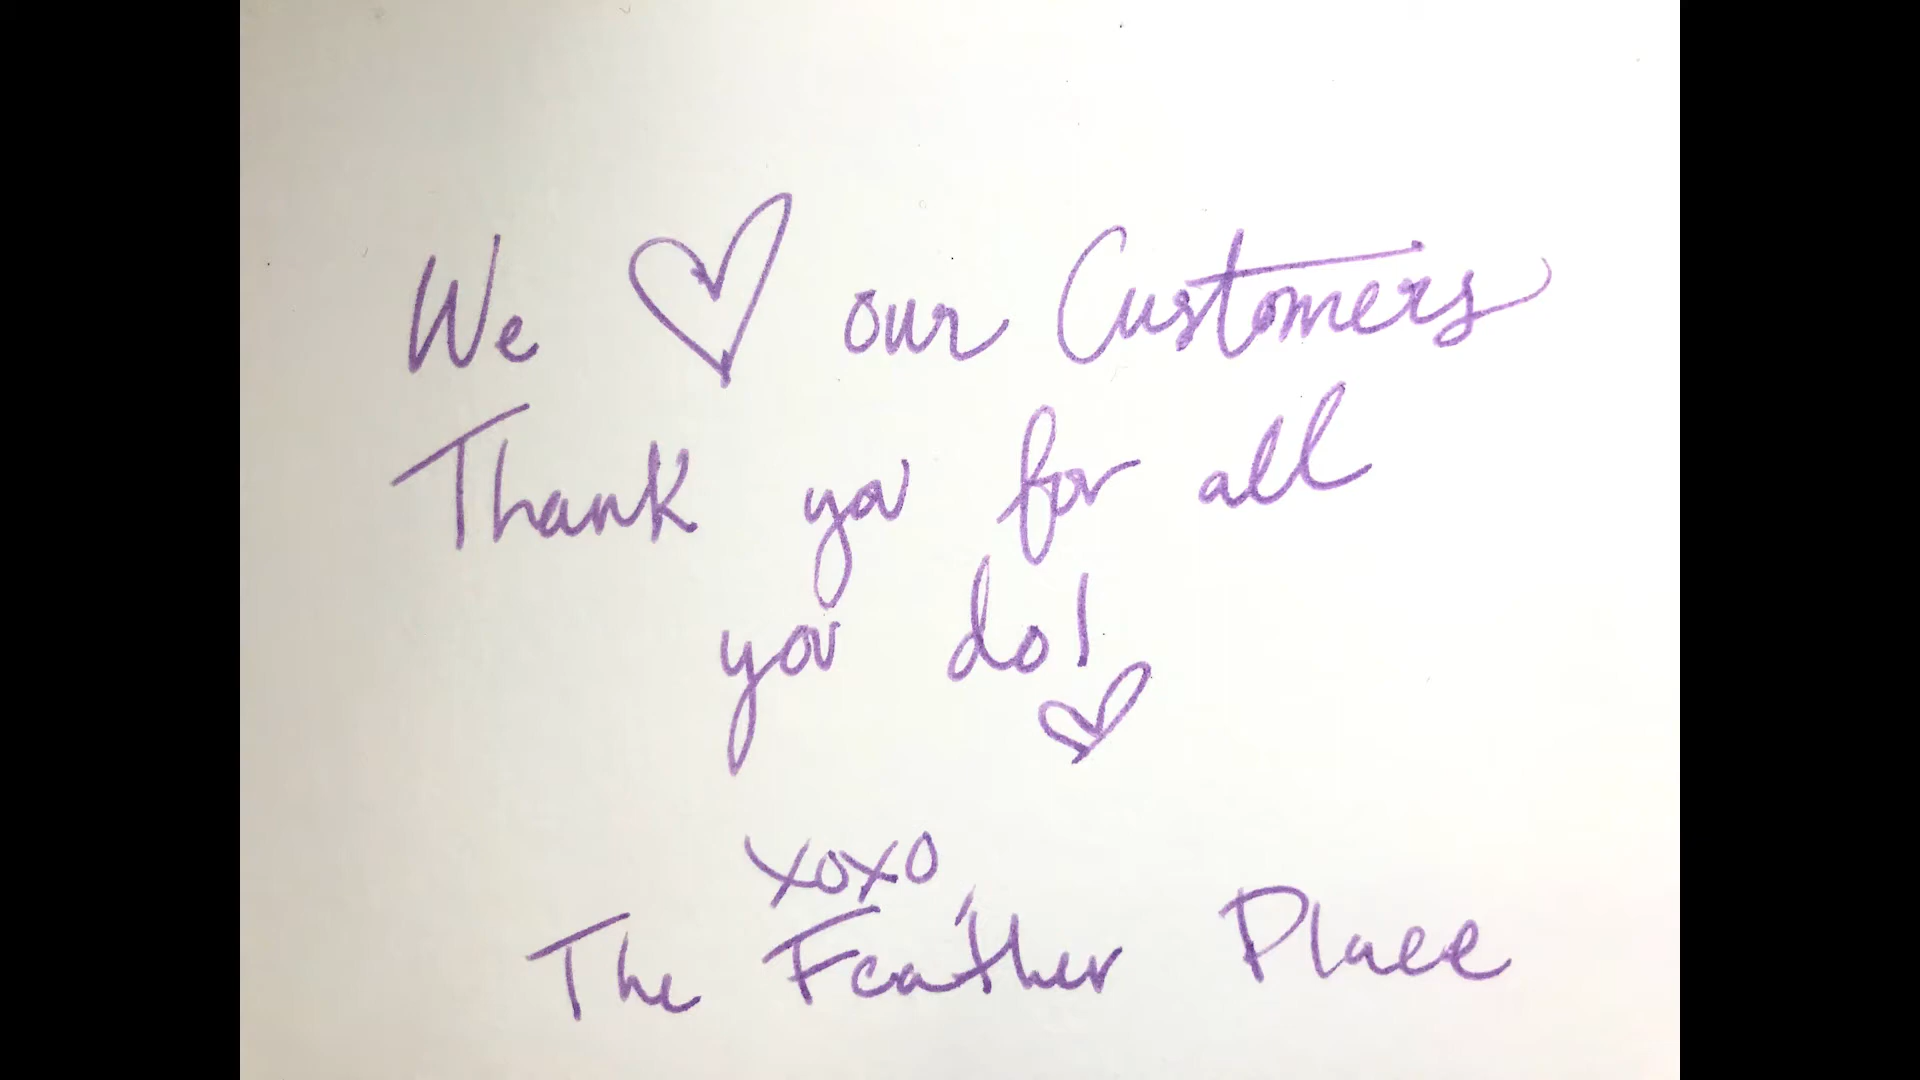 We ♡ our Customers
Thank you for all
you do!
♡
xoxo,
The Feather Place